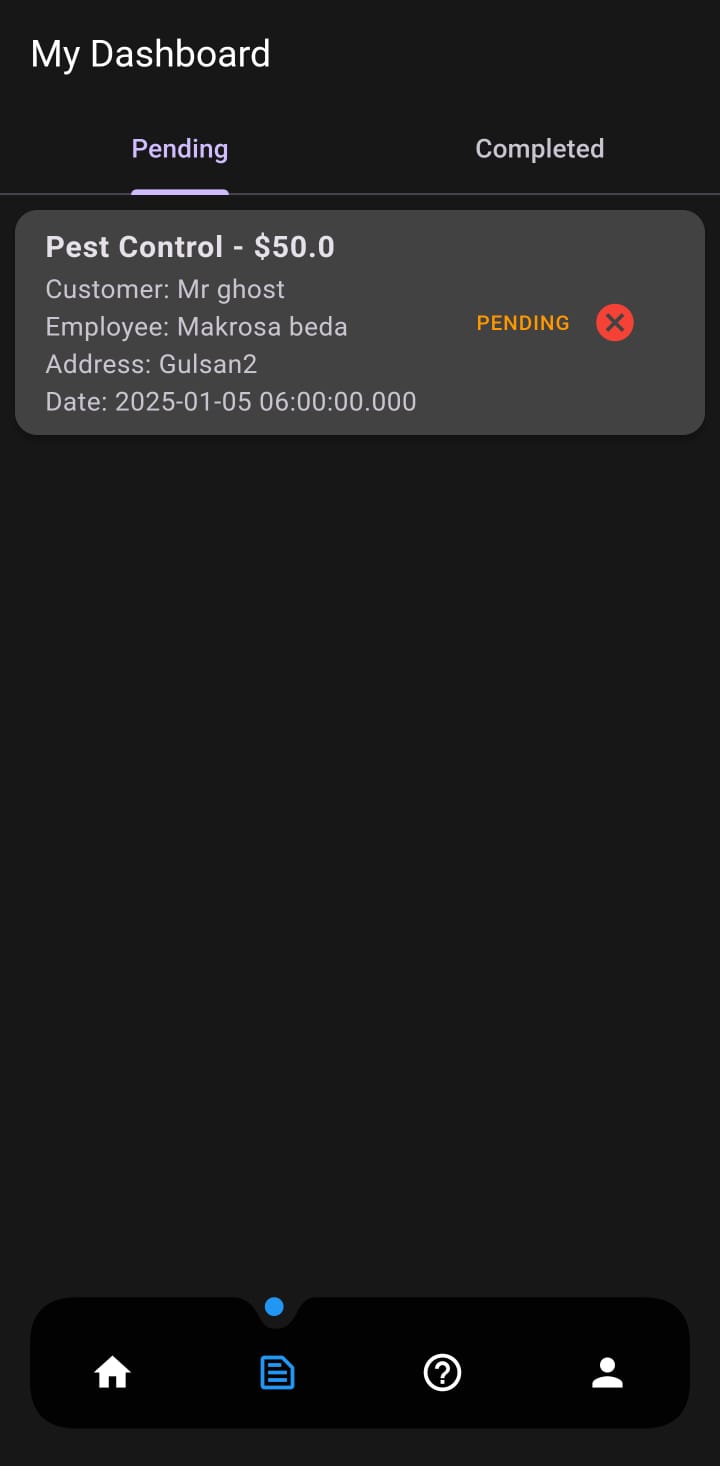 My Dashboard
Pending
Completed
Pest Control - $50.0
Customer: Mr ghost
Employee: Makrosa beda
Address: Gulsan2
Date: 2025-01-05 06:00:00.000
PENDING